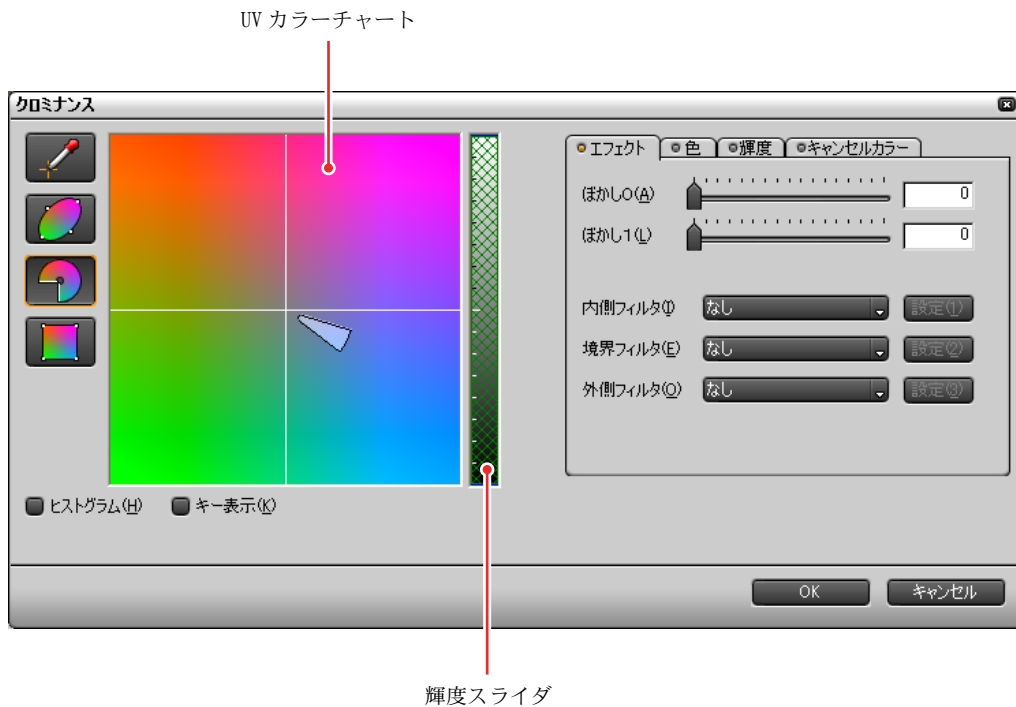 UV カラーチャート
クロミナンス
エフェクト 色 輝度 キャンセルカラー
ぼかし0(A) 0
ぼかし1(L) 0
内側フィルタ(I) なし 設定(1)
境界フィルタ(E) なし 設定(2)
外側フィルタ(O) なし 設定(3)
ヒストグラム(H) キー表示(K)
OK キャンセル
輝度スライダ